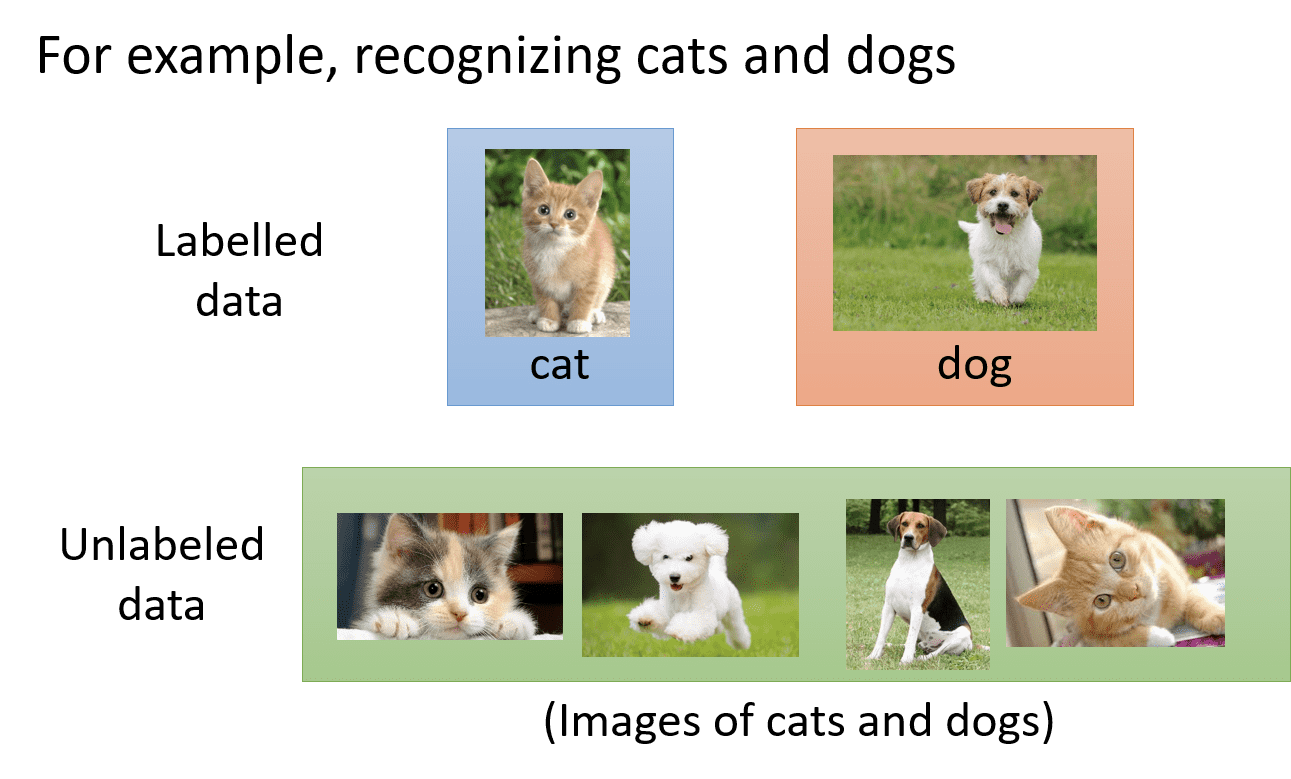 For example, recognizing cats and dogs
Labelled
data
cat
dog
Unlabeled
data
(Images of cats and dogs)